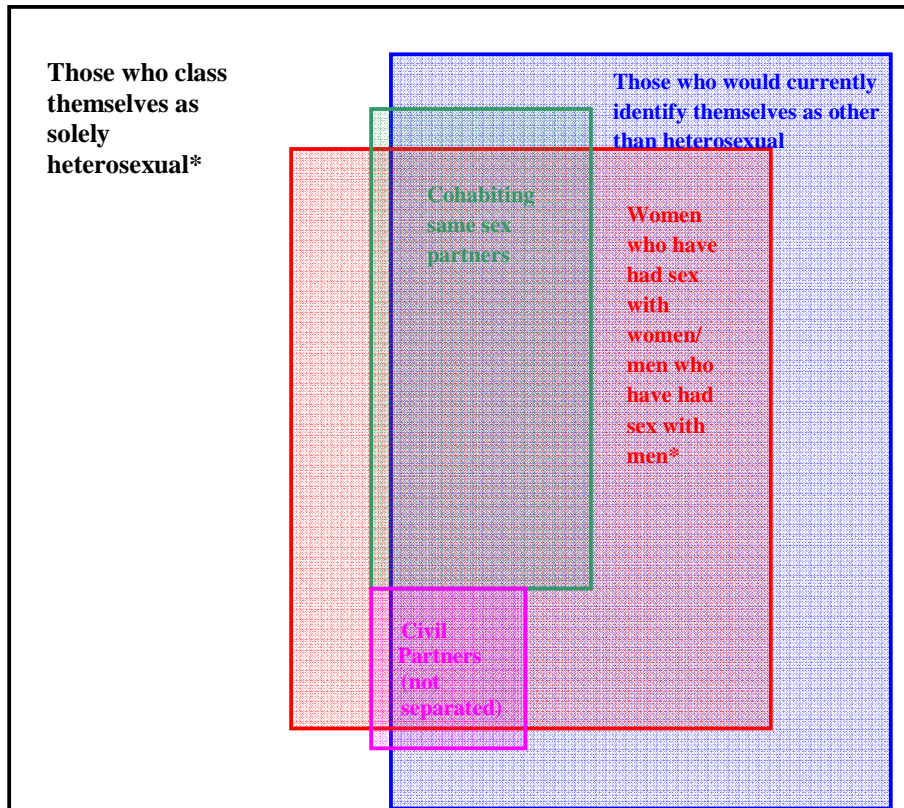 Those who class
themselves as
solely
heterosexual*
Those who would currently
identify themselves as other
than heterosexual
Cohabiting
same sex
partners
Women
who have
had sex
with
women/
men who
have had
sex with
men*
Civil
Partners
(not
separated)